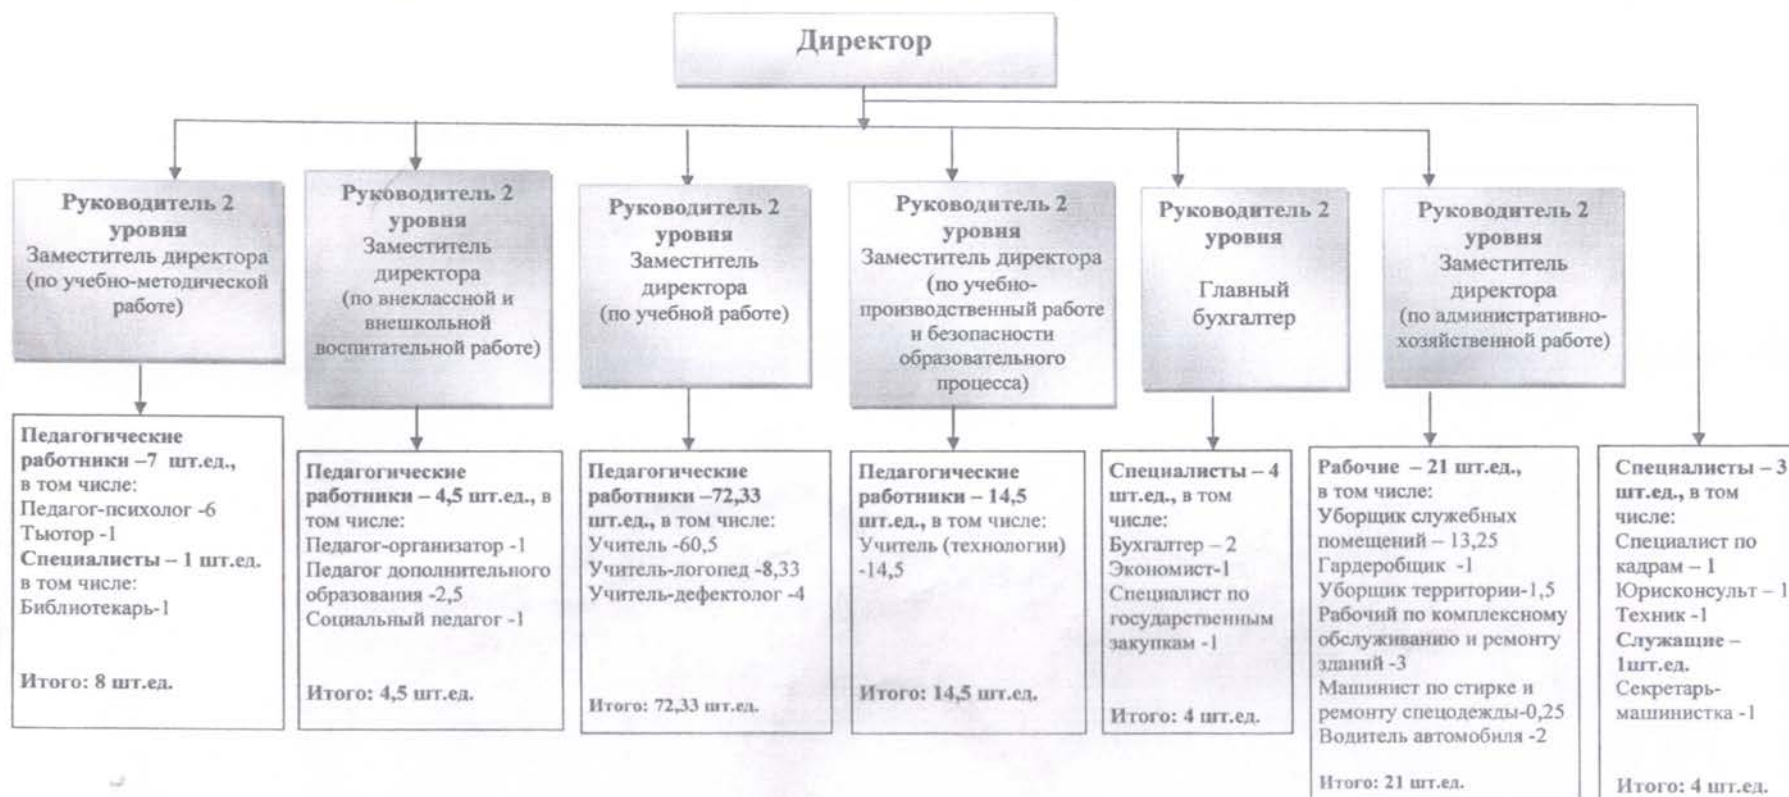 Директор
Руководитель 2
уровня
Заместитель директора
(по учебно-методической
работе)
Руководитель 2
уровня
Заместитель
директора
(по внеклассной и
внешкольной
воспитательной работе)
Руководитель 2
уровня
Заместитель
директора
(по учебной работе)
Руководитель 2
уровня
Заместитель директора
(по учебно-
производственный работе
и безопасности
образовательного
процесса)
Руководитель 2
уровня
Главный
бухгалтер
Руководитель 2
уровня
Заместитель
директора
(по административно-
хозяйственной работе)
Педагогические
работники –7 шт.ед.,
в том числе:
Педагог-психолог -6
Тьютор -1
Специалисты – 1 шт.ед.
в том числе:
Библиотекарь-1
Итого: 8 шт.ед.
Педагогические
работники – 4,5 шт.ед., в
том числе:
Педагог-организатор -1
Педагог дополнительного
образования -2,5
Социальный педагог -1
Итого: 4,5 шт.ед.
Педагогические
работники –72,33
шт.ед., в том числе:
Учитель -60,5
Учитель-логопед -8,33
Учитель-дефектолог -4
Итого: 72,33 шт.ед.
Педагогические
работники – 14,5
шт.ед., в том числе:
Учитель (технологии)
-14,5
Итого: 14,5 шт.ед.
Специалисты – 4
шт.ед., в том
числе:
Бухгалтер – 2
Экономист-1
Специалист по
государственным
закупкам -1
Итого: 4 шт.ед.
Рабочие – 21 шт.ед.,
в том числе:
Уборщик служебных
помещений – 13,25
Гардеробщик -1
Уборщик территории-1,5
Рабочий по комплексному
обслуживанию и ремонту
зданий -3
Машинист по стирке и
ремонту спецодежды-0,25
Водитель автомобиля -2
Итого: 21 шт.ед.
Специалисты – 3
шт.ед., в том
числе:
Специалист по
кадрам – 1
Юрисконсульт – 1
Техник -1
Служащие –
1шт.ед.
Секретарь-
машинистка -1
Итого: 4 шт.ед.